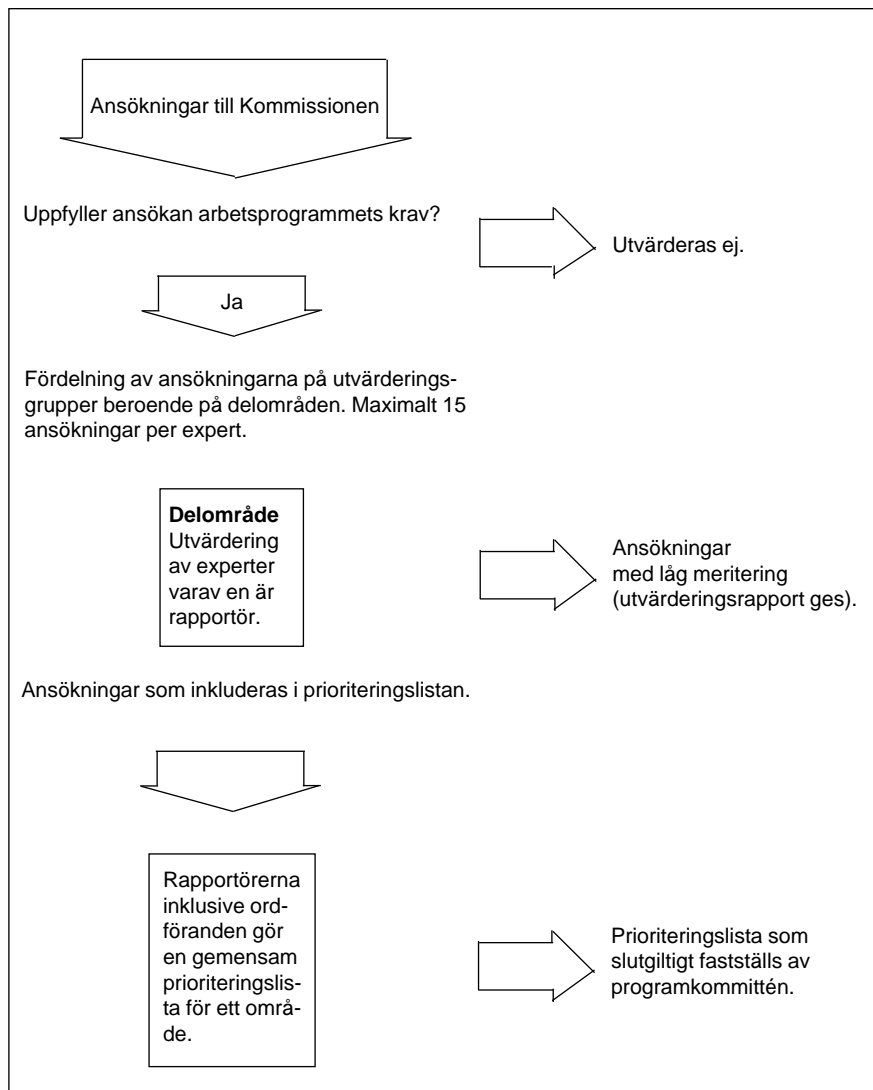 Ansökningar till Kommissionen
Uppfyller ansökan arbetsprogrammets krav?
Utvärderas ej.
Ja
Fördelning av ansökningarna på utvärderings-
grupper beroende på delområden. Maximalt 15
ansökningar per expert.
Delområde
Utvärdering
av experter
varav en är
rapportör.
Ansökningar
med låg meritering
(utvärderingsrapport ges).
Ansökningar som inkluderas i prioriteringslistan.
Rapportörerna
inklusive ord-
föranden gör
en gemensam
prioriteringslis-
ta för ett områ-
de.
Prioriteringslista som
slutgiltigt fastställs av
programkommittén.